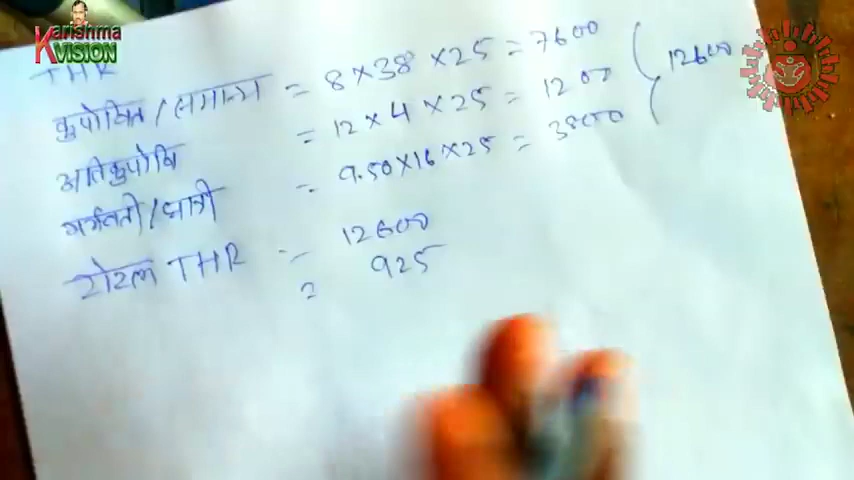 Karishma
VISION
THR
कुपोषित/सामान्य = 8×38×25 = 7600
अतिकुपोषि = 12×4×25 = 1200
गर्भवती/धात्री = 9.50×16×25 = 3800
12600
टोटल THR = 12600
= 925